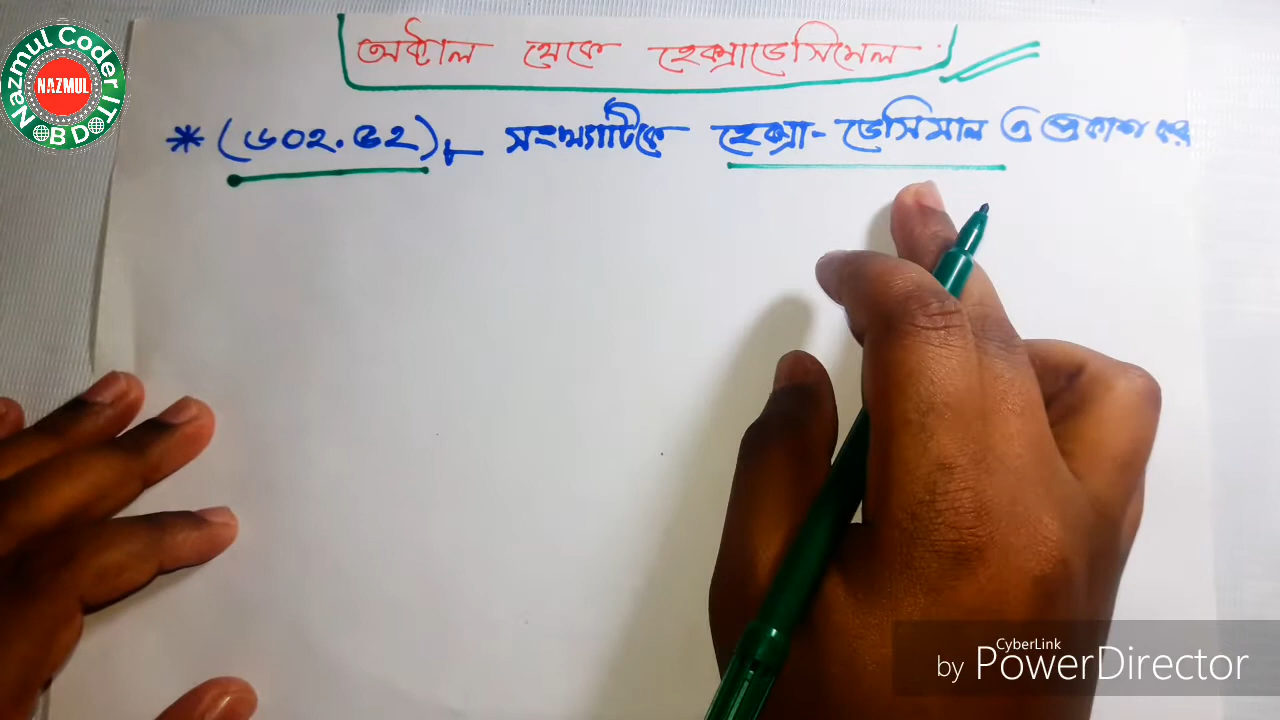 অক্টাল থেকে হেক্সাডেসিমেল
* (৬০২.৫২)৮ সংখ্যাটিকে হেক্সা-ডেসিমাল এ প্রকাশ কর
Nazmul Coder IT
NAZMUL
BD
CyberLink
by PowerDirector